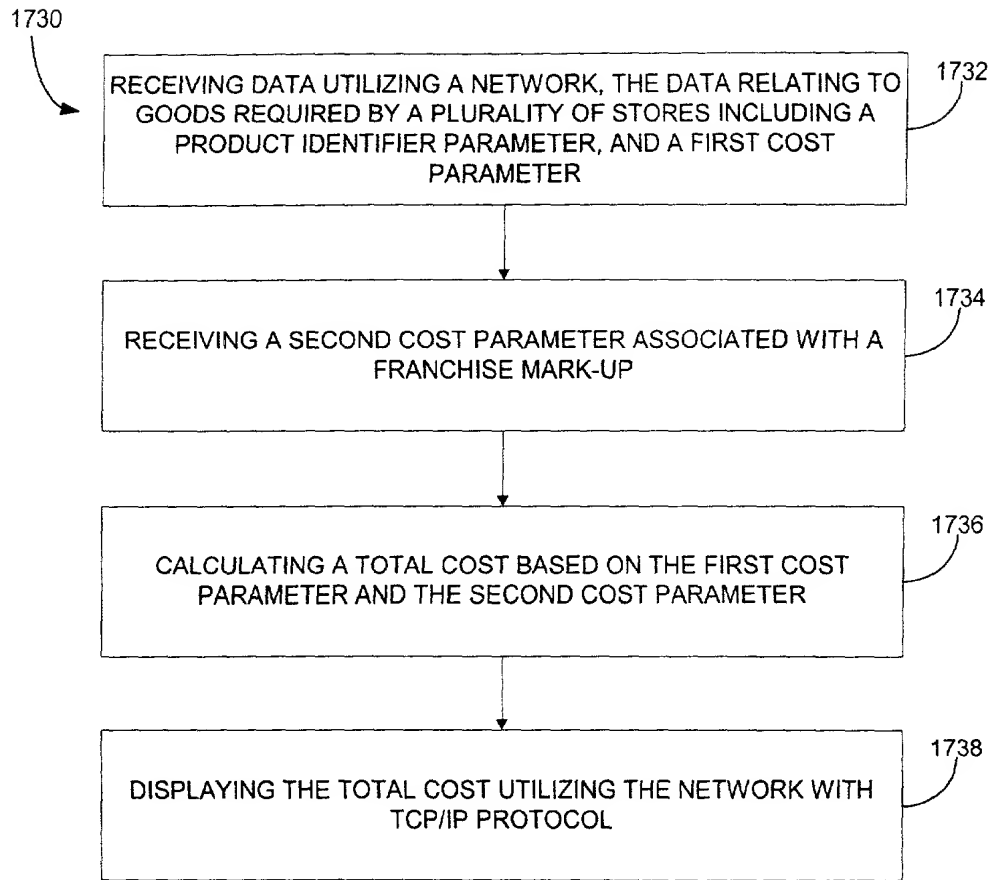 1730
RECEIVING DATA UTILIZING A NETWORK, THE DATA RELATING TO
GOODS REQUIRED BY A PLURALITY OF STORES INCLUDING A
PRODUCT IDENTIFIER PARAMETER, AND A FIRST COST
PARAMETER
1732
RECEIVING A SECOND COST PARAMETER ASSOCIATED WITH A
FRANCHISE MARK-UP
1734
CALCULATING A TOTAL COST BASED ON THE FIRST COST
PARAMETER AND THE SECOND COST PARAMETER
1736
DISPLAYING THE TOTAL COST UTILIZING THE NETWORK WITH
TCP/IP PROTOCOL
1738